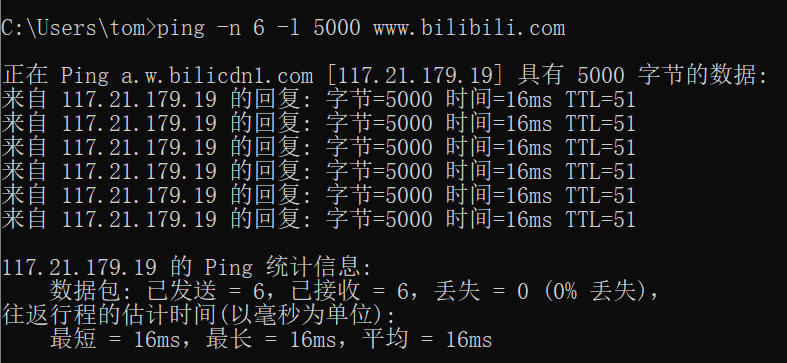 C:\Users\tom>ping -n 6 -l 5000 www.bilibili.com
正在 Ping a.w.bilicdn1.com [117.21.179.19] 具有 5000 字节的数据:
来自 117.21.179.19 的回复: 字节=5000 时间=16ms TTL=51
来自 117.21.179.19 的回复: 字节=5000 时间=16ms TTL=51
来自 117.21.179.19 的回复: 字节=5000 时间=16ms TTL=51
来自 117.21.179.19 的回复: 字节=5000 时间=16ms TTL=51
来自 117.21.179.19 的回复: 字节=5000 时间=16ms TTL=51
来自 117.21.179.19 的回复: 字节=5000 时间=16ms TTL=51
117.21.179.19 的 Ping 统计信息:
    数据包: 已发送 = 6，已接收 = 6，丢失 = 0 (0% 丢失)，
往返行程的估计时间(以毫秒为单位):
    最短 = 16ms，最长 = 16ms，平均 = 16ms